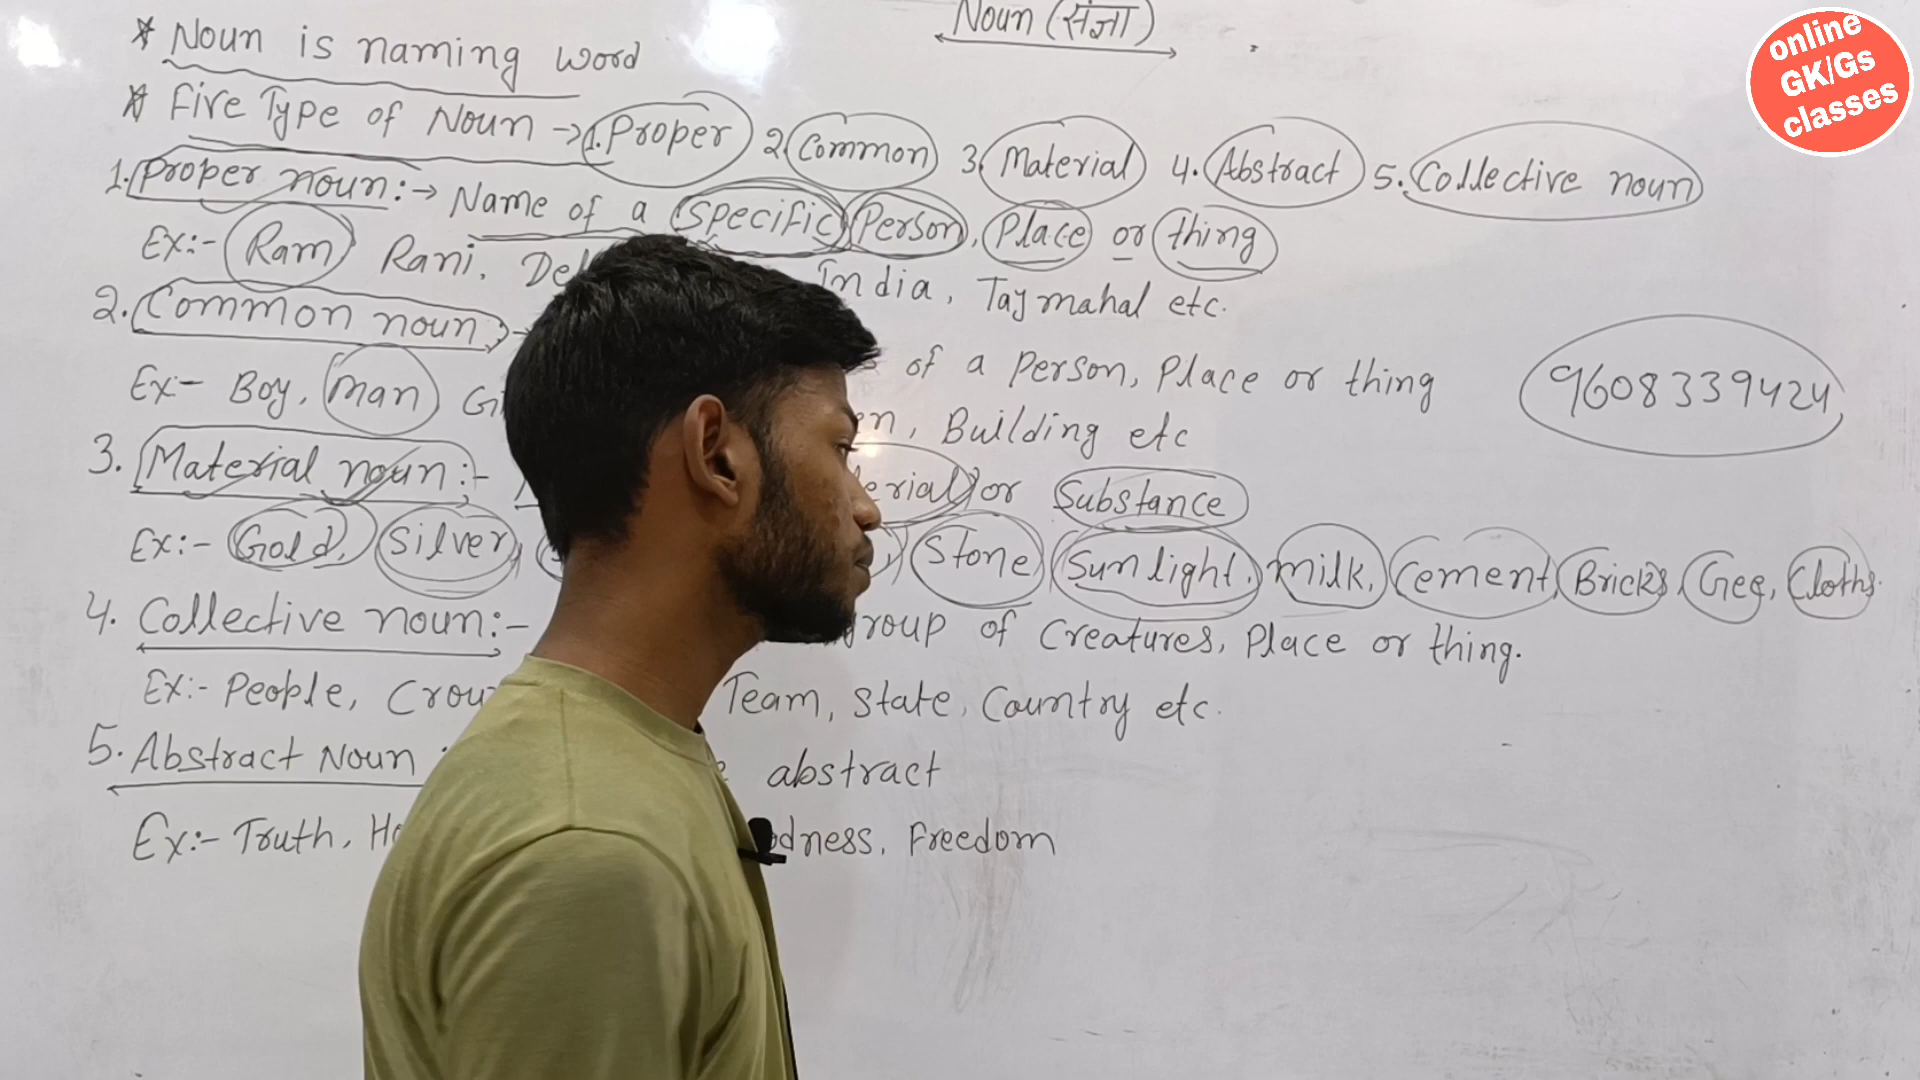 Noun (संज्ञा)
online
GK/Gs
classes
* Noun is naming word
* Five Type of Noun → 1. Proper 2. Common 3. Material 4. Abstract 5. Collective noun
1. Proper noun :→ Name of a specific Person, Place or thing
Ex:- Ram Rani, India, Tajmahal etc.
2. Common noun :- of a Person, Place or thing
9608339424
Ex- Boy, man Building etc
3. Material noun :- or Substance
Ex:- Gold, Silver, Stone Sunlight, milk, Cement, Bricks, Gee, Cloths.
4. Collective noun :- group of Creatures, Place or thing.
Ex:- People, Team, State, Country etc.
5. Abstract Noun abstract
Ex:- Truth, Freedom